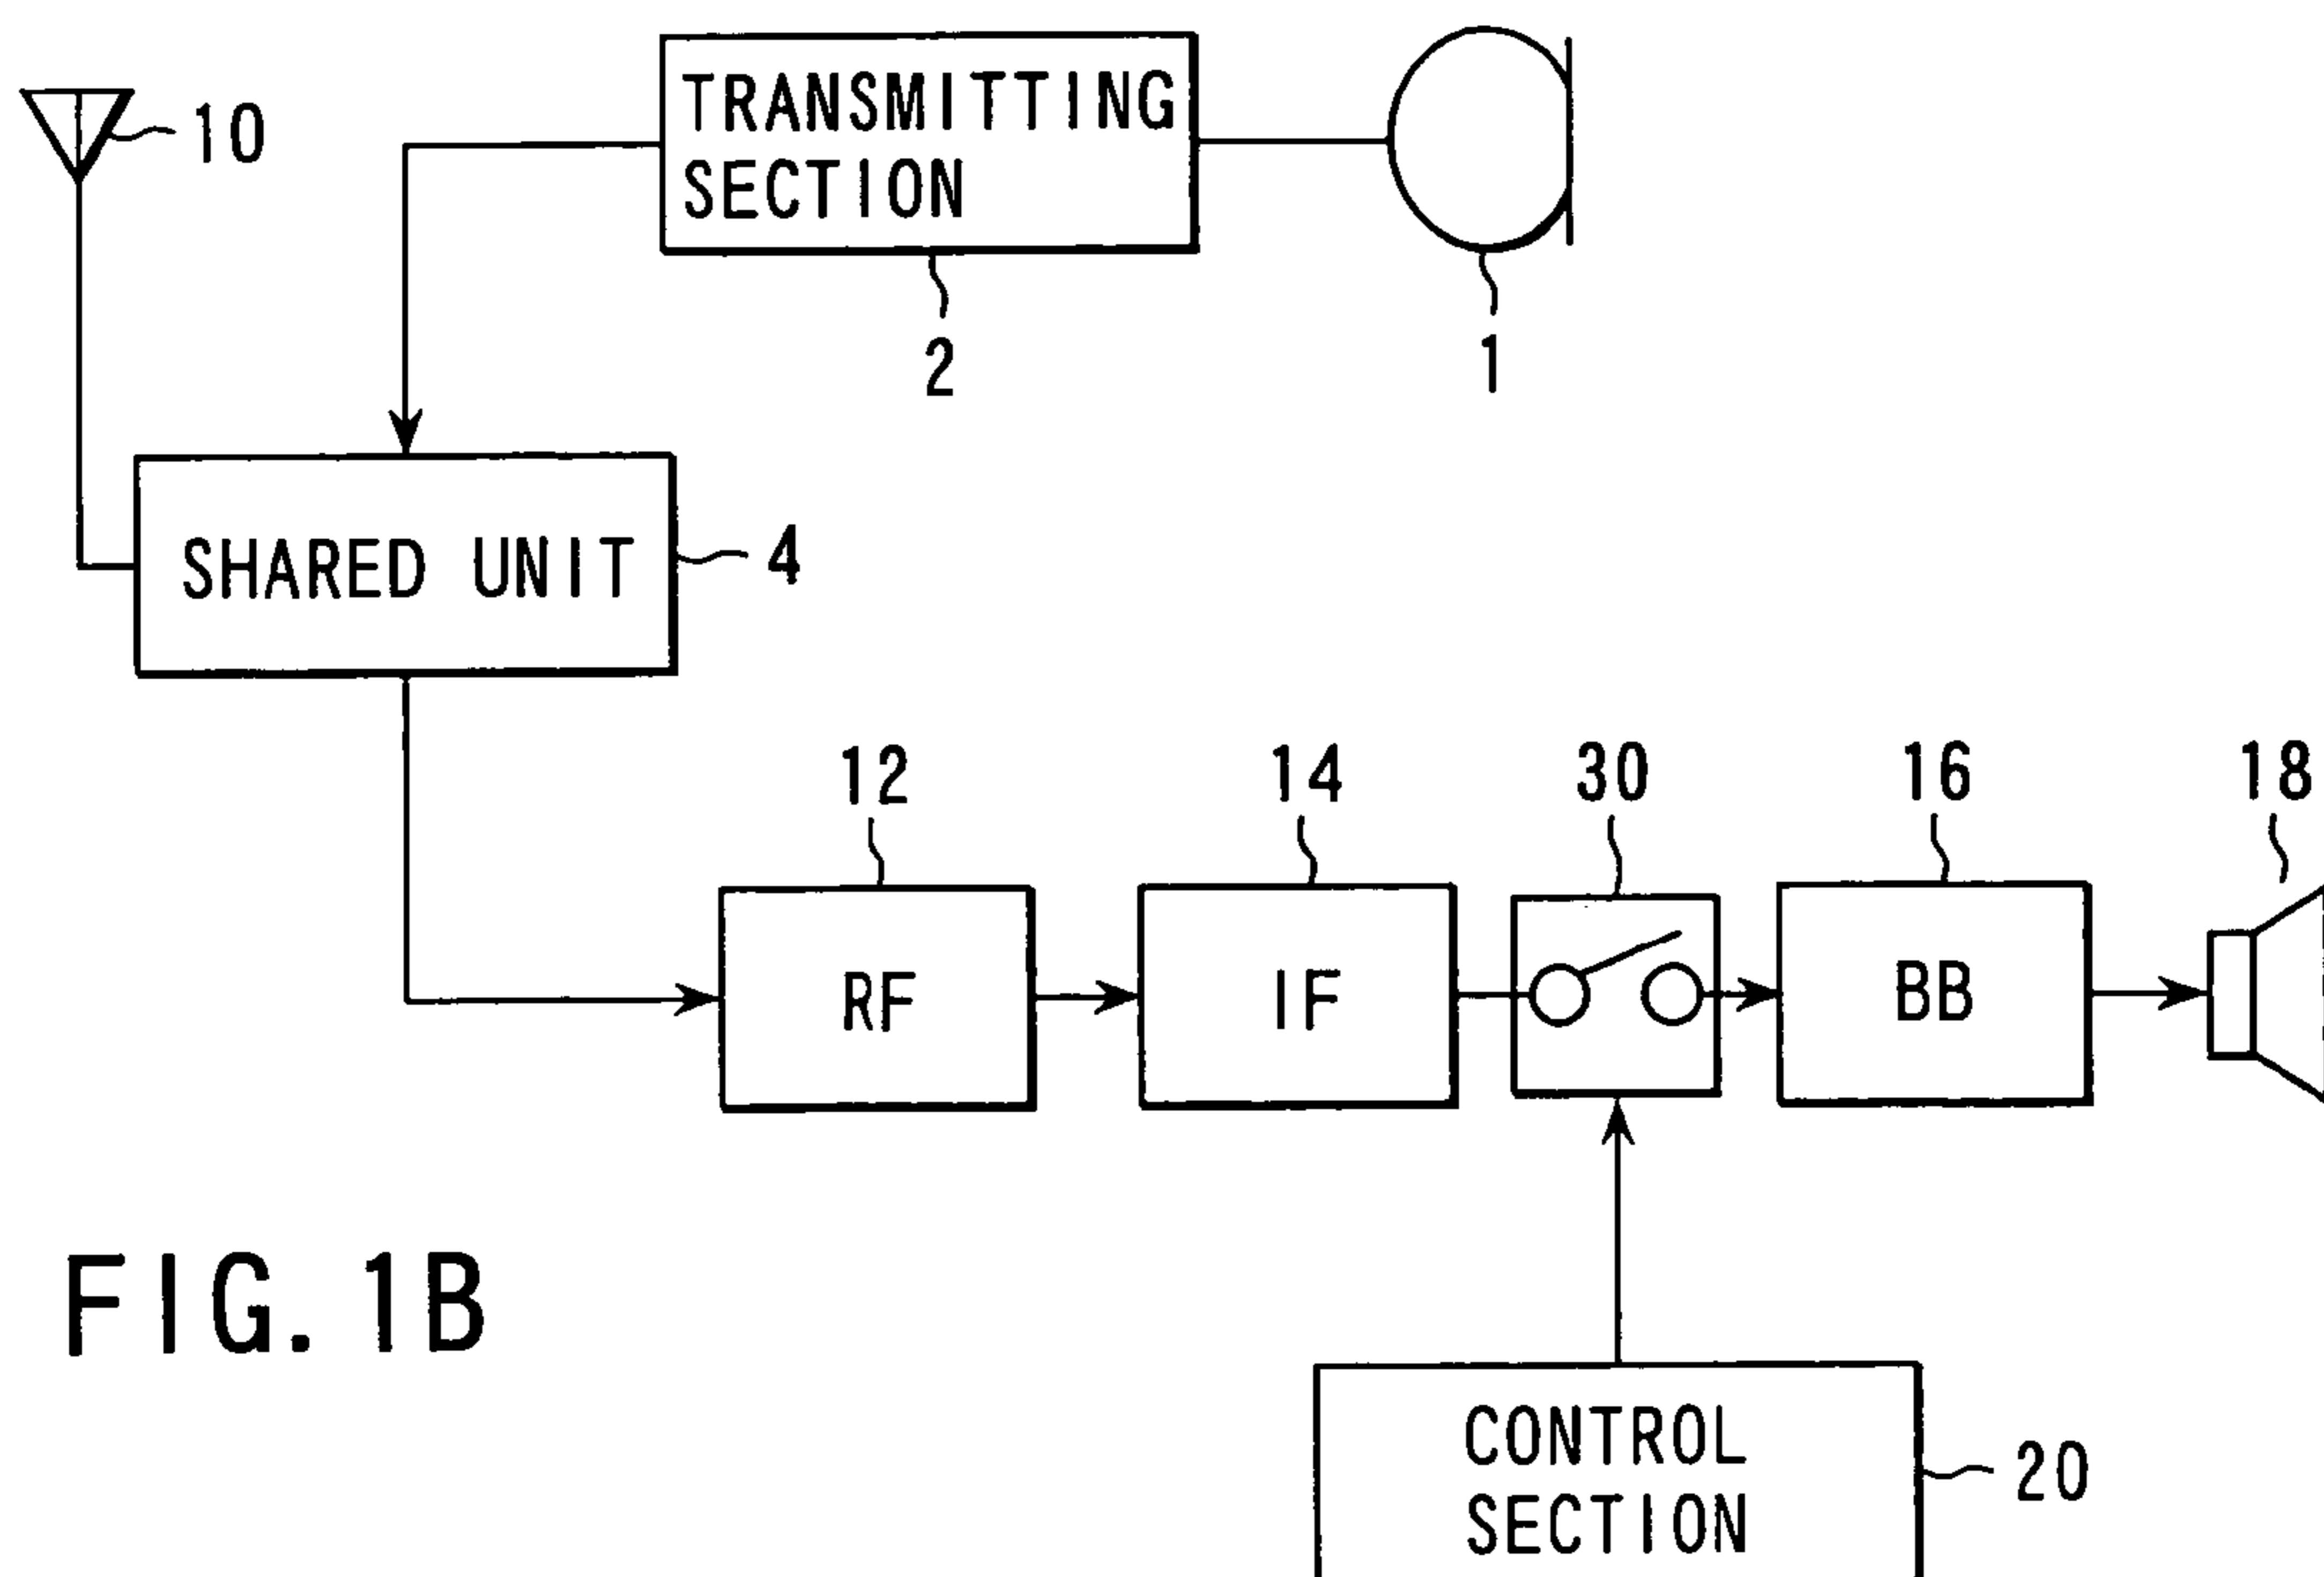 TRANSMITTING
SECTION
10
2
1
SHARED UNIT
4
12
14
30
16
18
RF
IF
BB
FIG.1B
CONTROL
SECTION
20